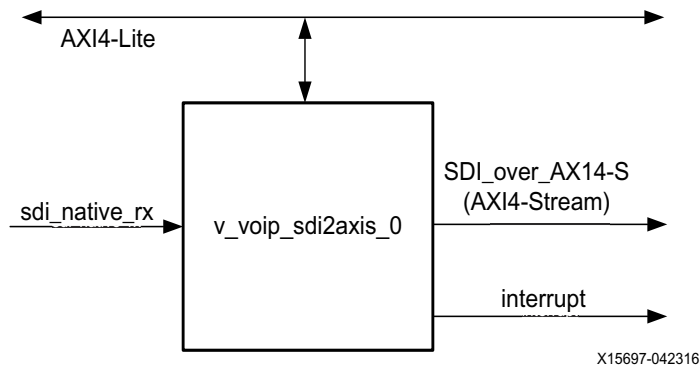 AXI4-Lite
SDI_over_AX14-S
(AXI4-Stream)
sdi_native_rx
v_voip_sdi2axis_0
interrupt
X15697-042316